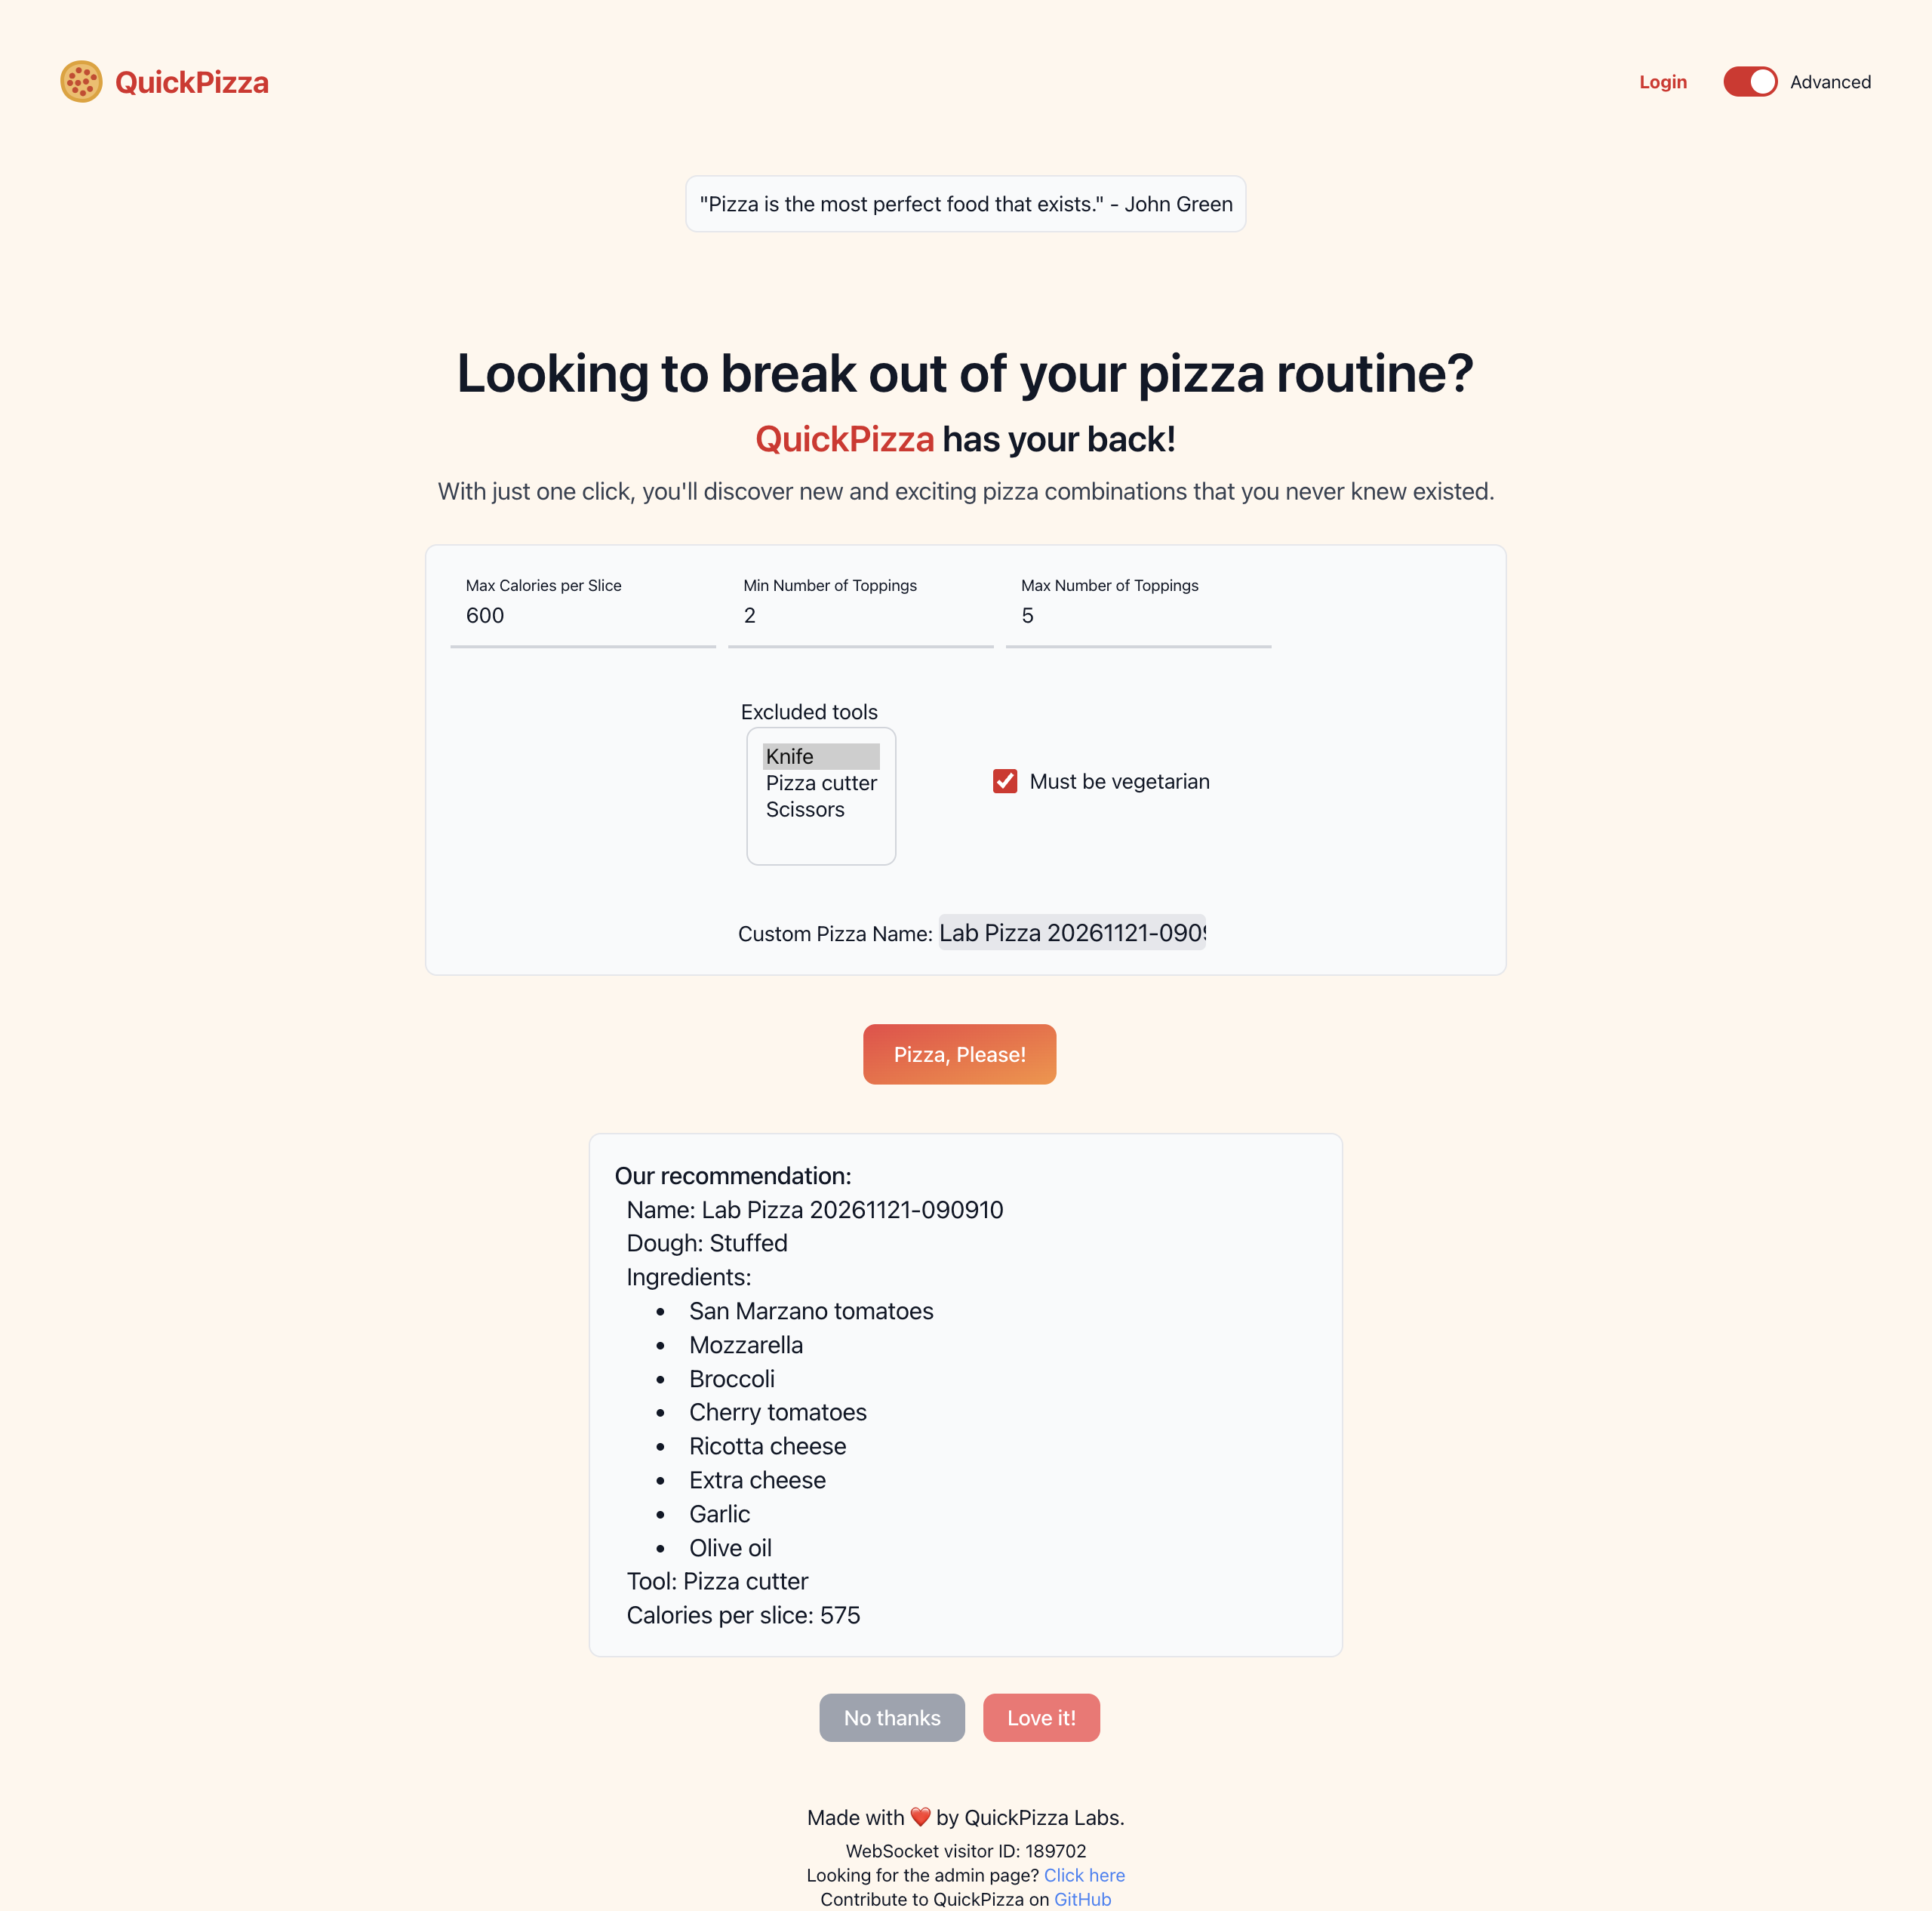 QuickPizza
Login
Advanced
"Pizza is the most perfect food that exists." - John Green
Looking to break out of your pizza routine?
QuickPizza has your back!
With just one click, you'll discover new and exciting pizza combinations that you never knew existed.
Max Calories per Slice
600
Min Number of Toppings
2
Max Number of Toppings
5
Excluded tools
Knife
Pizza cutter
Scissors
Must be vegetarian
Custom Pizza Name: Lab Pizza 20261121-090
Pizza, Please!
Our recommendation:
Name: Lab Pizza 20261121-090910
Dough: Stuffed
Ingredients:
San Marzano tomatoes
Mozzarella
Broccoli
Cherry tomatoes
Ricotta cheese
Extra cheese
Garlic
Olive oil
Tool: Pizza cutter
Calories per slice: 575
No thanks
Love it!
Made with ❤️ by QuickPizza Labs.
WebSocket visitor ID: 189702
Looking for the admin page? Click here
Contribute to QuickPizza on GitHub